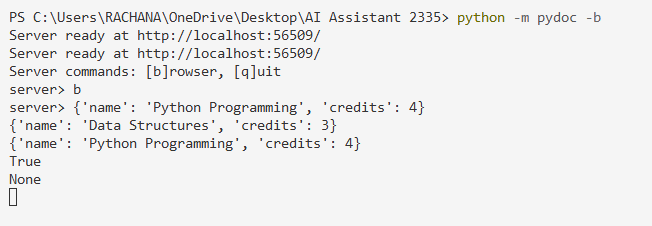 PS C:\Users\RACHANA\OneDrive\Desktop\AI Assistant 2335> python -m pydoc -b
Server ready at http://localhost:56509/
Server ready at http://localhost:56509/
Server commands: [b]rowser, [q]uit
server> b
server> {'name': 'Python Programming', 'credits': 4}
{'name': 'Data Structures', 'credits': 3}
{'name': 'Python Programming', 'credits': 4}
True
None